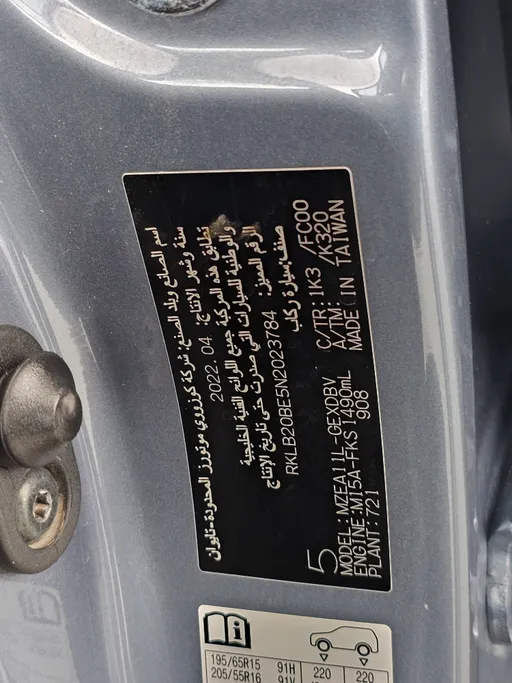 اسم الصانع وبلد الصنع: شركة كوزروي موتورز المحدودة-تايوان
سنة وشهر الإنتاج: 2022.04
تطابق هذه المركبة جميع اللوائح الفنية الخليجية
والوطنية للسيارات التي صدرت حتى تاريخ الإنتاج
الرقم المميز: RKLB20BE5N2023784
صنف:سيارة ركاب
5
MODEL:MZEA11L-GEXDBV C/TR:1K3 /FC00
ENGINE:M15A-FKS 1490mL A/TM: /K320
PLANT:721 908 MADE IN TAIWAN
195/65R15 91H 220 220
205/55R16 91V